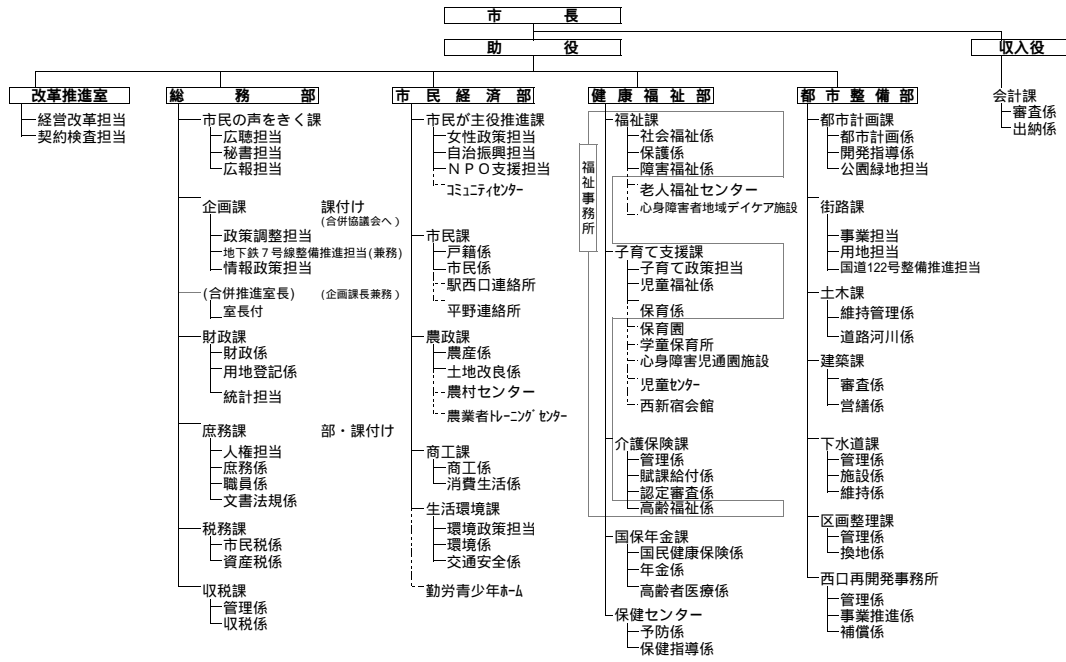 市長
助役
収入役
改革推進室
経営改革担当
契約検査担当
総務部
市民の声をきく課
広聴担当
秘書担当
広報担当
企画課 課付け
(合併協議会へ)
政策調整担当
地下鉄７号線整備推進担当(兼務)
情報政策担当
(合併推進室長) (企画課長兼務)
室長付
財政課
財政係
用地登記係
統計担当
庶務課 部・課付け
人権担当
庶務係
職員係
文書法規係
税務課
市民税係
資産税係
収税課
管理係
収税係
市民経済部
市民が主役推進課
女性政策担当
自治振興担当
ＮＰＯ支援担当
ｺﾐｭﾆﾃｨｾﾝﾀｰ
市民課
戸籍係
市民係
駅西口連絡所
平野連絡所
農政課
農産係
土地改良係
農村センター
農業者ﾄﾚｰﾆﾝｸﾞｾﾝﾀｰ
商工課
商工係
消費生活係
生活環境課
環境政策担当
環境係
交通安全係
勤労青少年ﾎｰﾑ
健康福祉部
福祉事務所
福祉課
社会福祉係
保護係
障害福祉係
老人福祉センター
心身障害者地域デイケア施設
子育て支援課
子育て政策担当
児童福祉係
保育係
保育園
学童保育所
心身障害児通園施設
児童ｾﾝﾀｰ
西新宿会館
介護保険課
管理係
賦課給付係
認定審査係
高齢福祉係
国保年金課
国民健康保険係
年金係
高齢者医療係
保健センター
予防係
保健指導係
都市整備部
都市計画課
都市計画係
開発指導係
公園緑地担当
街路課
事業担当
用地担当
国道122号整備推進担当
土木課
維持管理係
道路河川係
建築課
審査係
営繕係
下水道課
管理係
施設係
維持係
区画整理課
管理係
換地係
西口再開発事務所
管理係
事業推進係
補償係
会計課
審査係
出納係